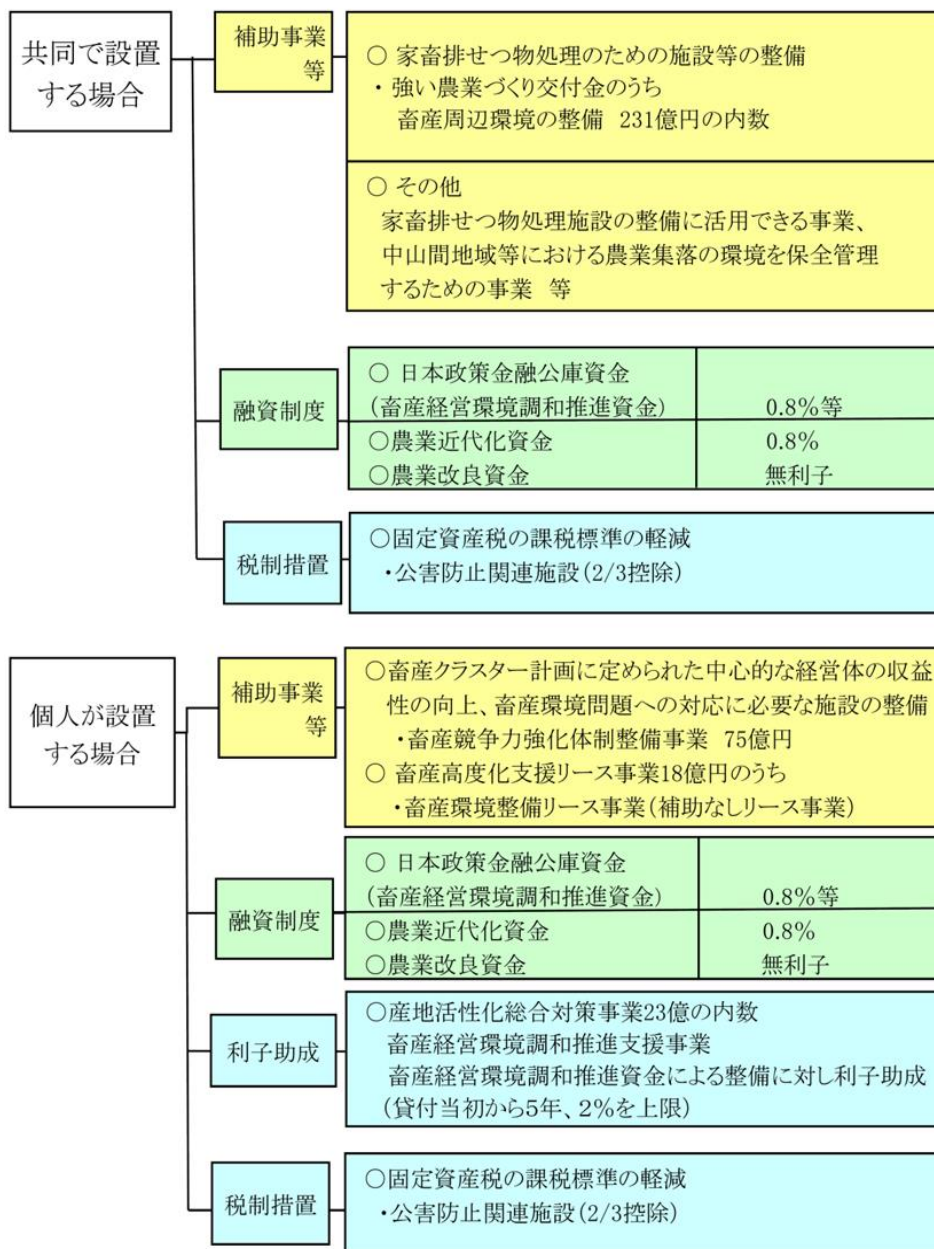 共同で設置
する場合
補助事業
等
○ 家畜排せつ物処理のための施設等の整備
・ 強い農業づくり交付金のうち
畜産周辺環境の整備 231億円の内数
○ その他
家畜排せつ物処理施設の整備に活用できる事業、
中山間地域等における農業集落の環境を保全管理
するための事業 等
融資制度
○ 日本政策金融公庫資金
(畜産経営環境調和推進資金) 0.8%等
○農業近代化資金 0.8%
○農業改良資金 無利子
税制措置
○固定資産税の課税標準の軽減
・公害防止関連施設(2/3控除)
個人が設置
する場合
補助事業
等
○畜産クラスター計画に定められた中心的な経営体の収益
性の向上、畜産環境問題への対応に必要な施設の整備
・畜産競争力強化体制整備事業 75億円
○ 畜産高度化支援リース事業18億円のうち
・畜産環境整備リース事業(補助なしリース事業)
融資制度
○ 日本政策金融公庫資金
(畜産経営環境調和推進資金) 0.8%等
○農業近代化資金 0.8%
○農業改良資金 無利子
利子助成
○産地活性化総合対策事業23億の内数
畜産経営環境調和推進支援事業
畜産経営環境調和推進資金による整備に対し利子助成
(貸付当初から5年、2%を上限)
税制措置
○固定資産税の課税標準の軽減
・公害防止関連施設(2/3控除)